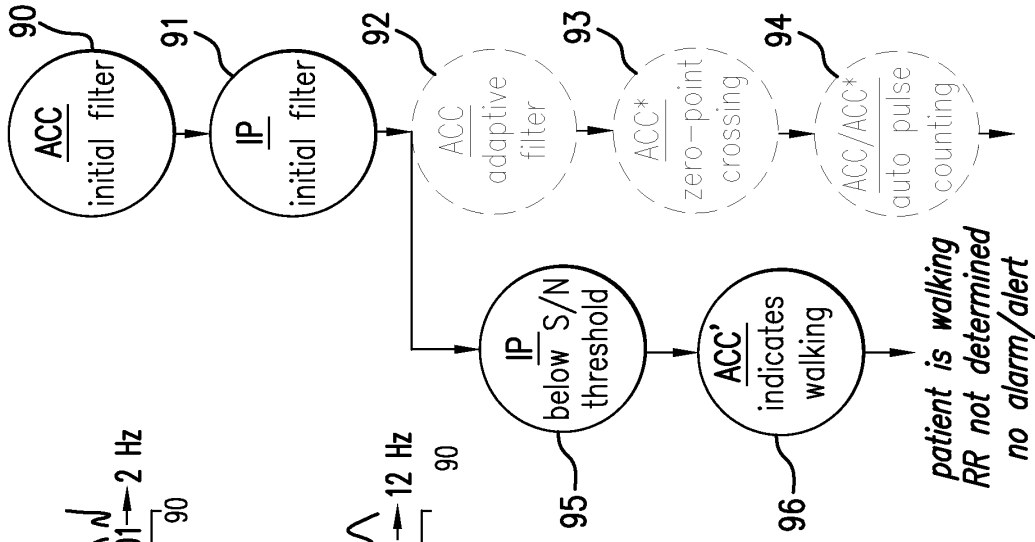 90
ACC
initial filter
91
IP
initial filter
92
ACC
adaptive
filter
93
ACC*
zero-point
crossing
94
ACC/ACC*
auto pulse
counting
95
IP
below S/N
threshold
96
ACC'
indicates
walking
patient is walking
RR not determined
no alarm/alert
2 Hz
90
12 Hz
90